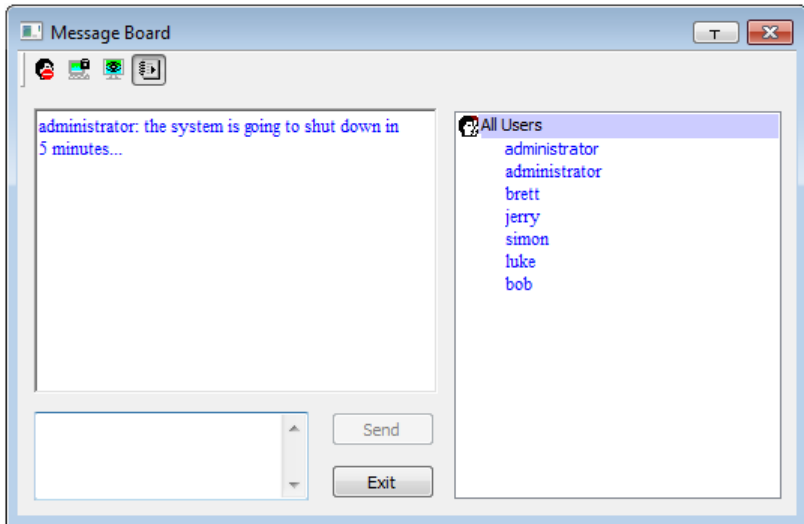 Message Board
T
administrator: the system is going to shut down in
5 minutes...
All Users
administrator
administrator
brett
jerry
simon
luke
bob
Send
Exit